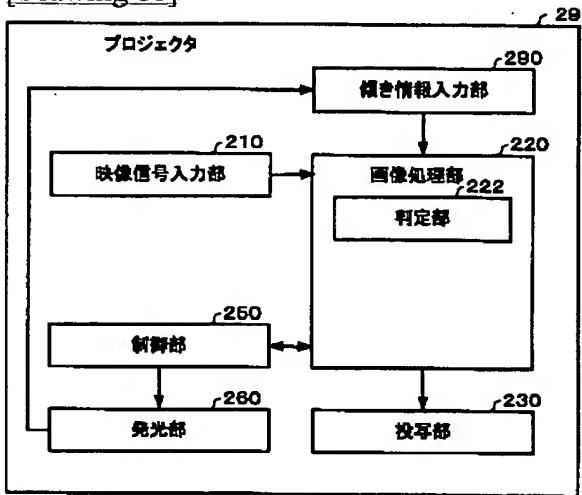 [Drawing
29
プロジェクタ
290
傾き情報入力部
210
映像信号入力部
220
画像処理部
222
判定部
250
制御部
260
発光部
230
投写部